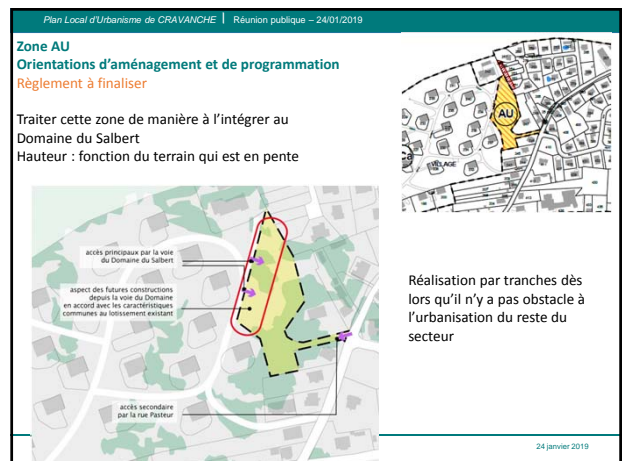 Plan Local d'Urbanisme de CRAVANCHE | Réunion publique – 24/01/2019
Zone AU
Orientations d'aménagement et de programmation
Règlement à finaliser
Traiter cette zone de manière à l'intégrer au
Domaine du Salbert
Hauteur : fonction du terrain qui est en pente
AU
VILLAGE
accès principaux par la voie
du Domaine du Salbert
aspect des futures constructions
depuis la voie du Domaine
en accord avec les caractéristiques
communes au lotissement existant
accès secondaire
par la rue Pasteur
Réalisation par tranches dès
lors qu'il n'y a pas obstacle à
l'urbanisation du reste du
secteur
24 janvier 2019